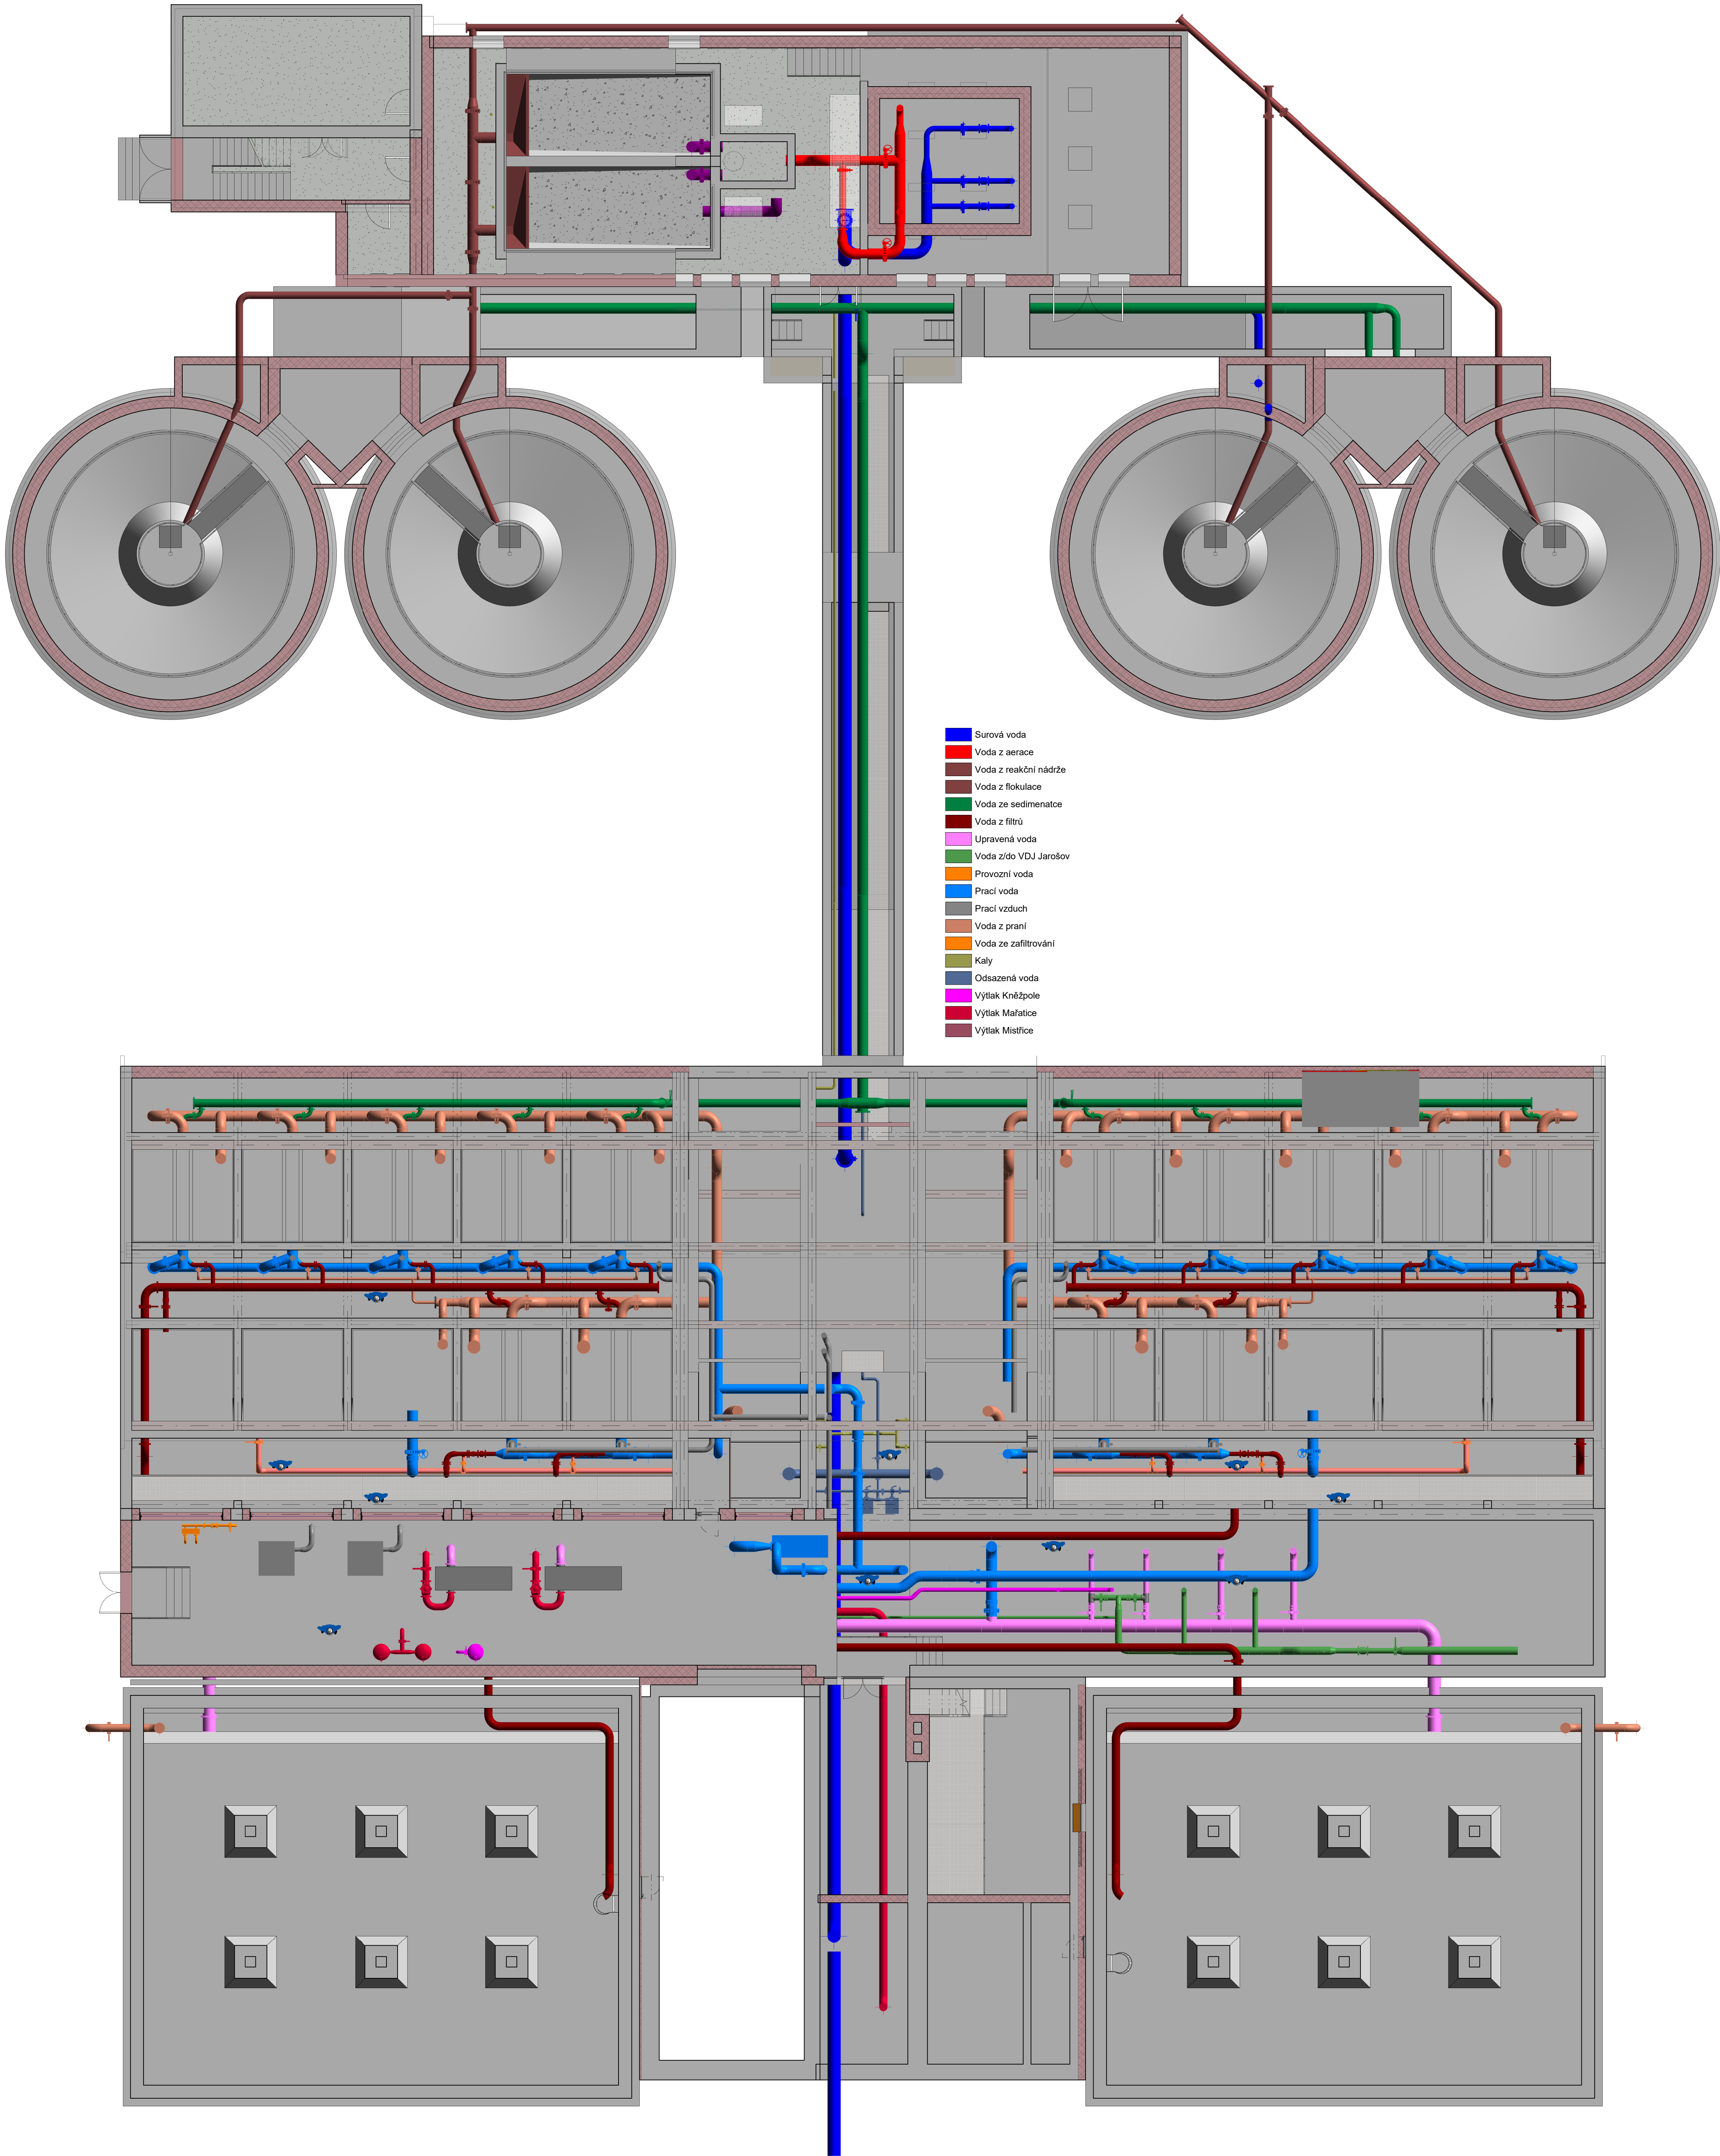 Surová voda
Voda z aerace
Voda z reakční nádrže
Voda z flokulace
Voda ze sedimenatce
Voda z filtrů
Upravená voda
Voda z/do VDJ Jarošov
Provozní voda
Prací voda
Prací vzduch
Voda z praní
Voda ze zafiltrování
Kaly
Odsazená voda
Výtlak Kněžpole
Výtlak Mařatice
Výtlak Mistřice